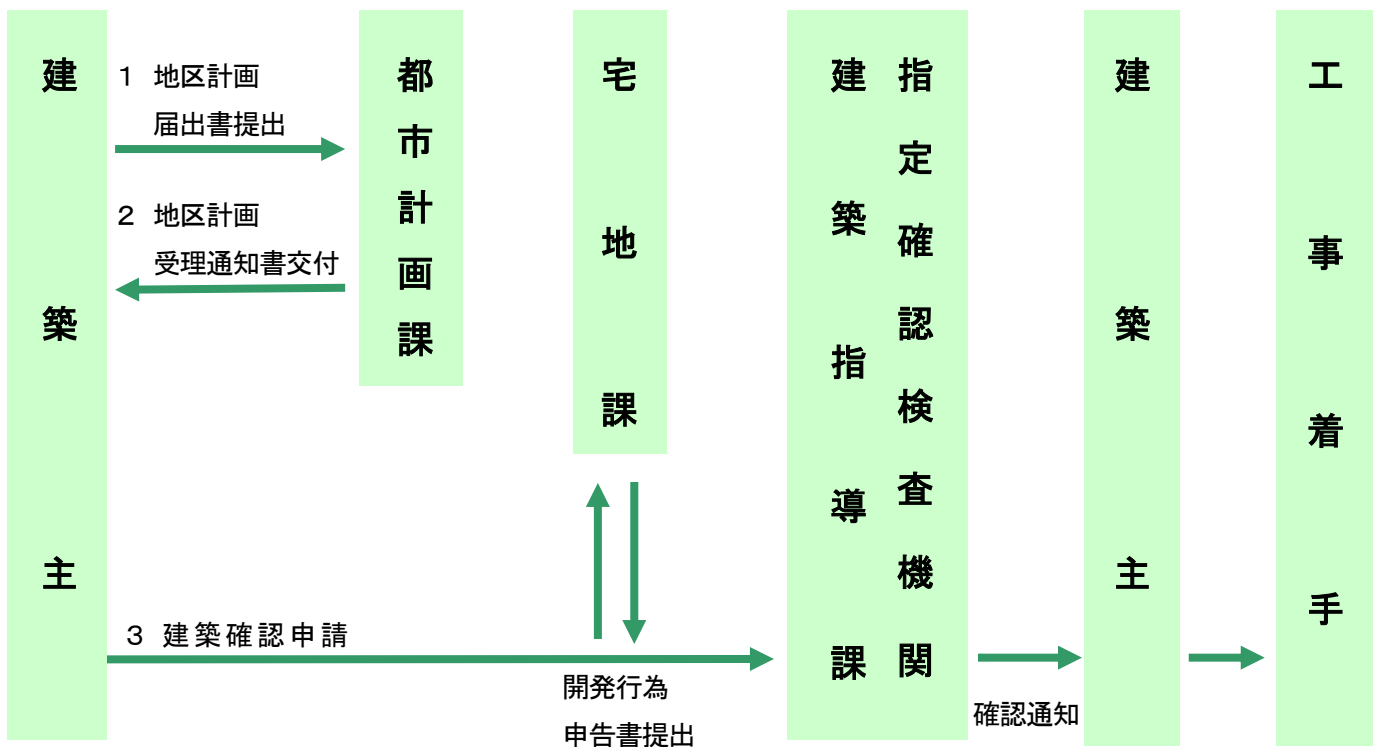 建築主
1 地区計画
届出書提出
2 地区計画
受理通知書交付
都市計画課
宅地課
3 建築確認申請
開発行為
申告書提出
指定確認検査機関
建築指導課
確認通知
建築主
工事着手